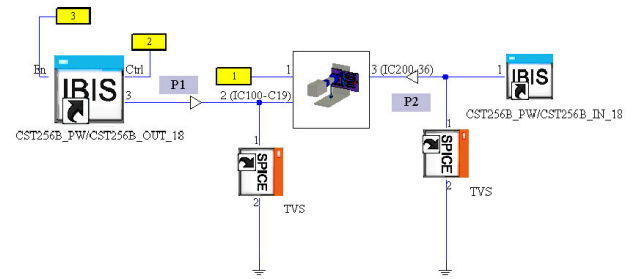 3
2
En
Ctrl
IBIS
3
CST256B_PW/CST256B_OUT_18
P1
1
1
2 (IC100-C19)
3 (IC200-36)
P2
1
IBIS
CST256B_PW/CST256B_IN_18
1
SPICE
2
TVS
1
SPICE
2
TVS